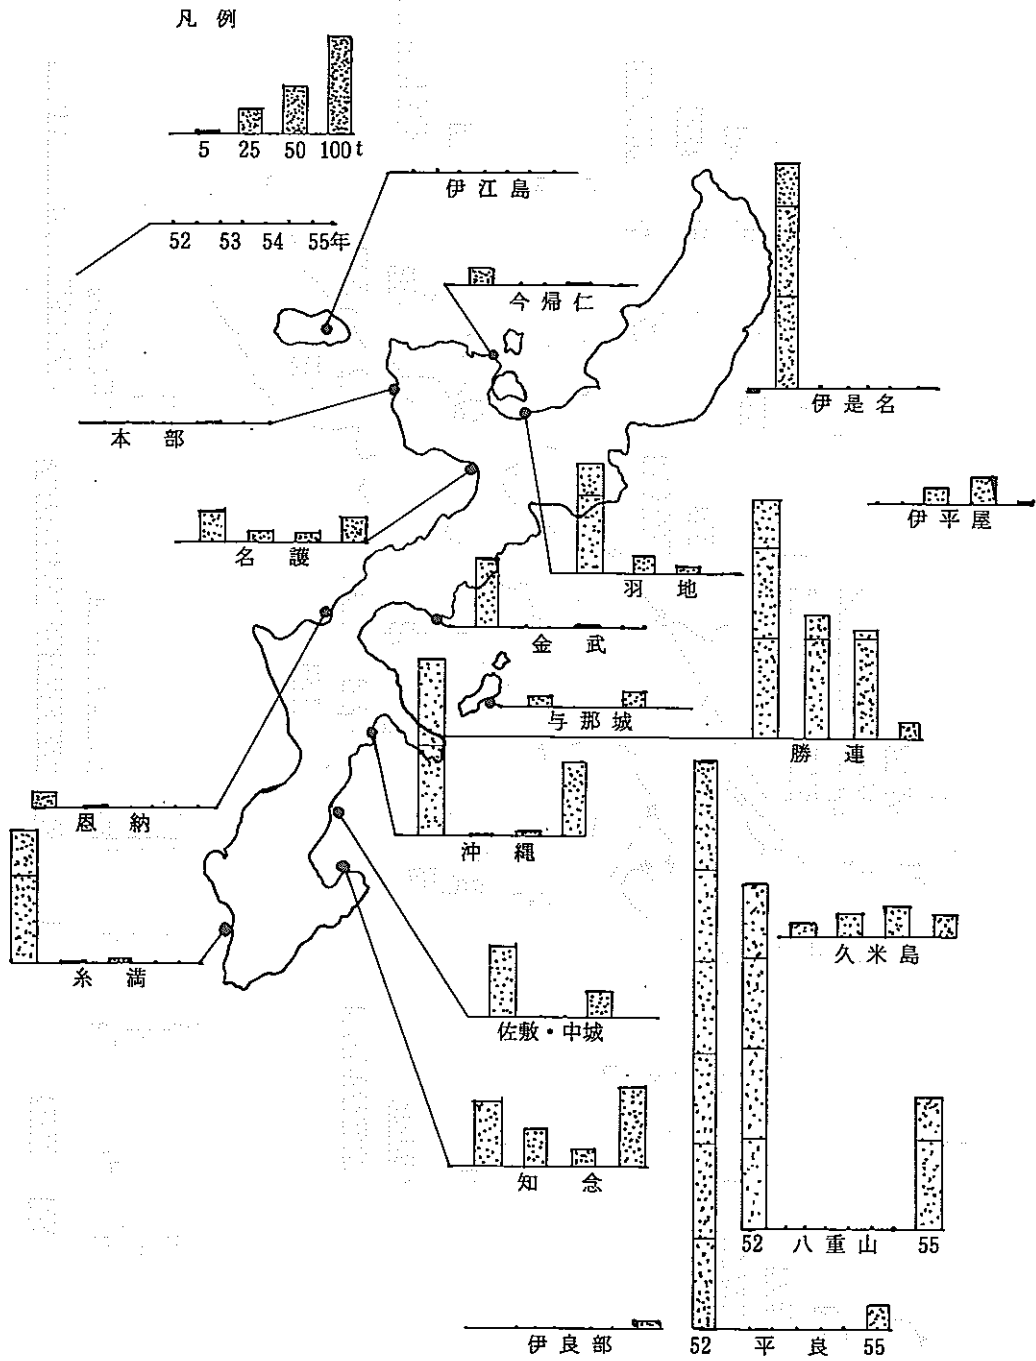 凡例
5 25 50 100t
伊江島
52 53 54 55年
今帰仁
伊是名
本部
伊平屋
名護
羽地
金武
与那城
勝連
恩納
沖縄
久米島
糸満
佐敷・中城
知念
52 八重山 55
伊良部
52 平良 55